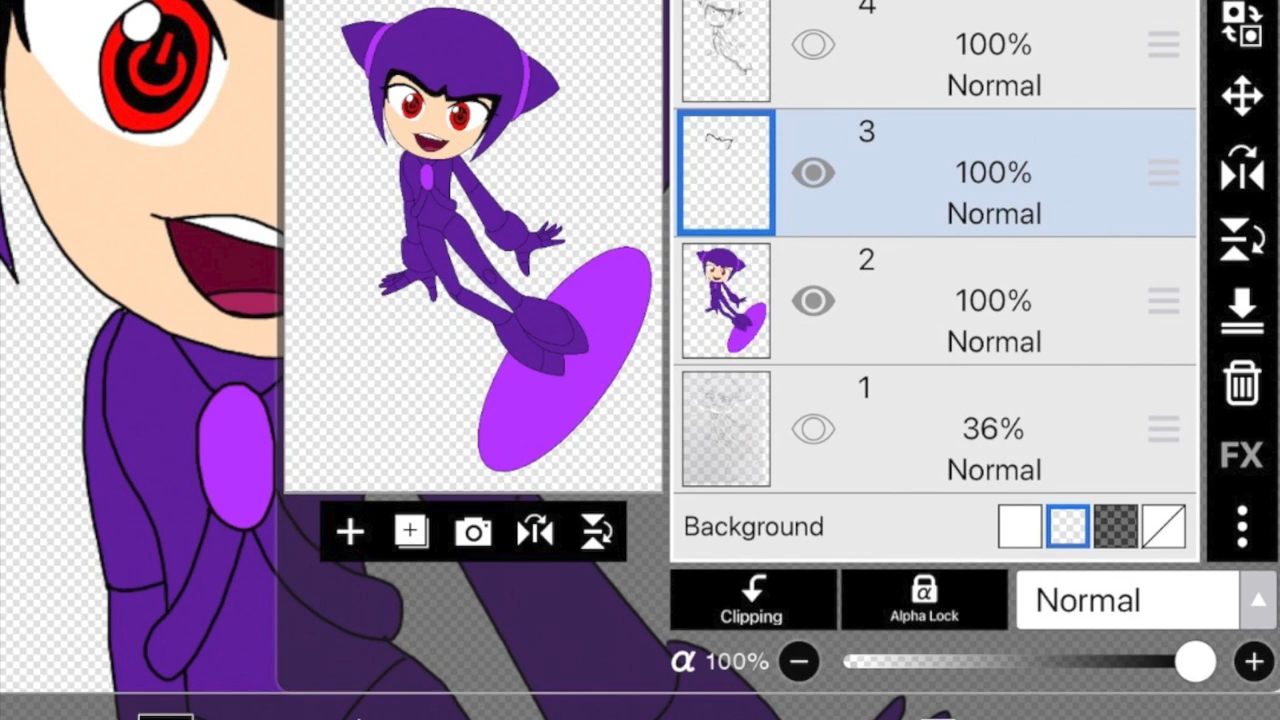 4
100%
Normal
3
100%
Normal
2
100%
Normal
1
36%
Normal
FX
Background
Clipping
α
Alpha Lock
Normal
α 100%